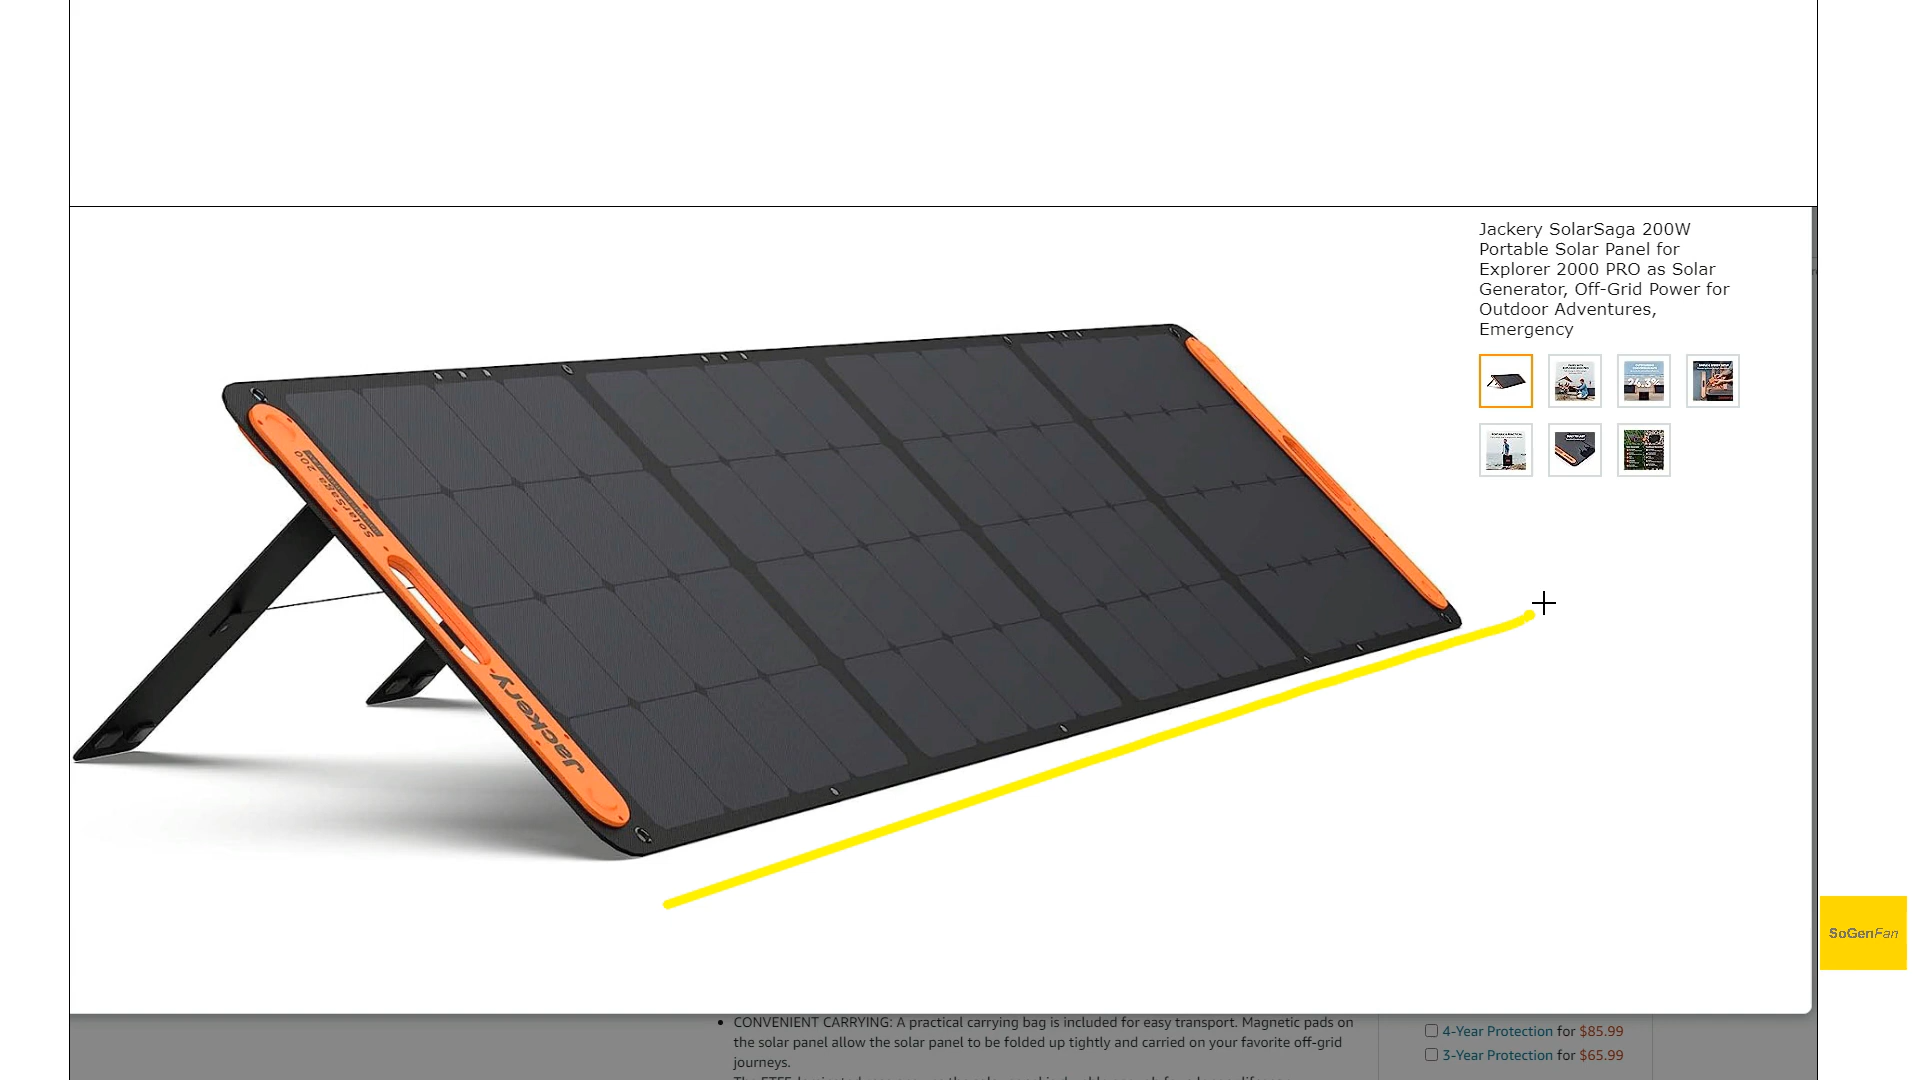 Jackery SolarSaga 200W
Portable Solar Panel for
Explorer 2000 PRO as Solar
Generator, Off-Grid Power for
Outdoor Adventures,
Emergency
SolarSaga 200
Jackery
SoGenFan
• CONVENIENT CARRYING: A practical carrying bag is included for easy transport. Magnetic pads on
the solar panel allow the solar panel to be folded up tightly and carried on your favorite off-grid
journeys.
4-Year Protection for $85.99
3-Year Protection for $65.99